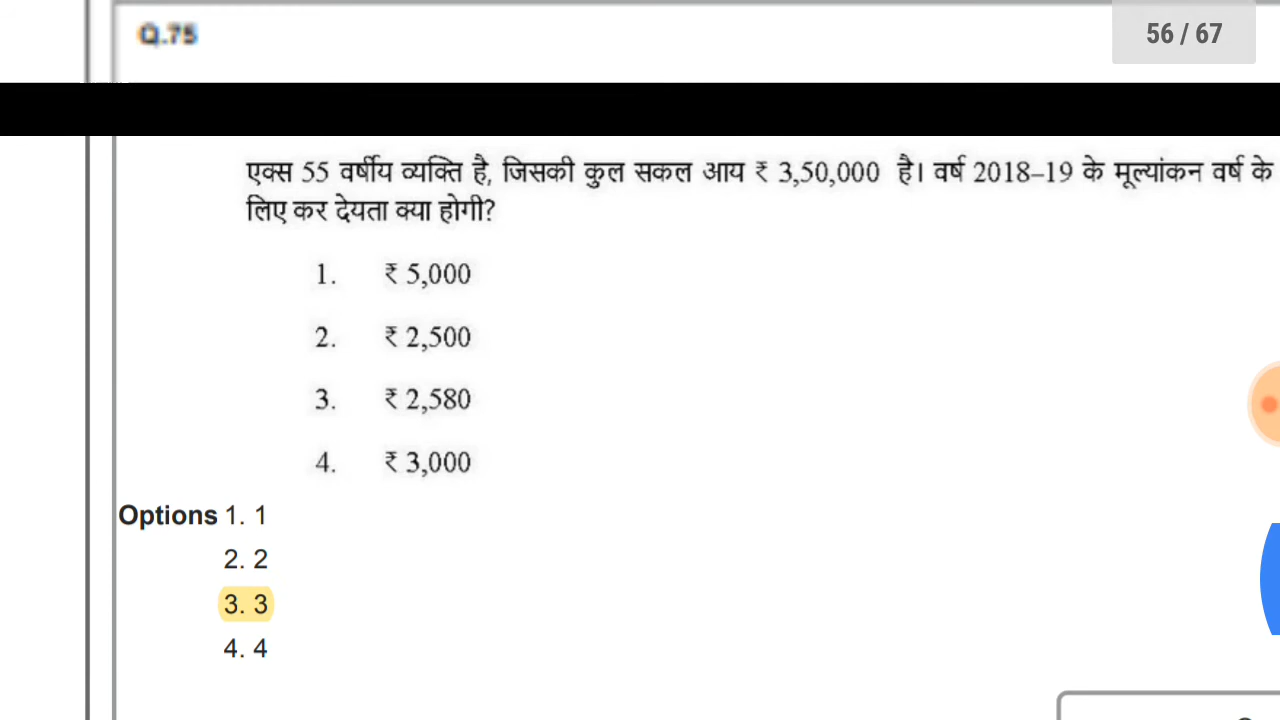 Q.75
56 / 67
एक्स 55 वर्षीय व्यक्ति है, जिसकी कुल सकल आय ₹ 3,50,000 है। वर्ष 2018–19 के मूल्यांकन वर्ष के
लिए कर देयता क्या होगी?
1. ₹ 5,000
2. ₹ 2,500
3. ₹ 2,580
4. ₹ 3,000
Options 1. 1
2. 2
3. 3
4. 4